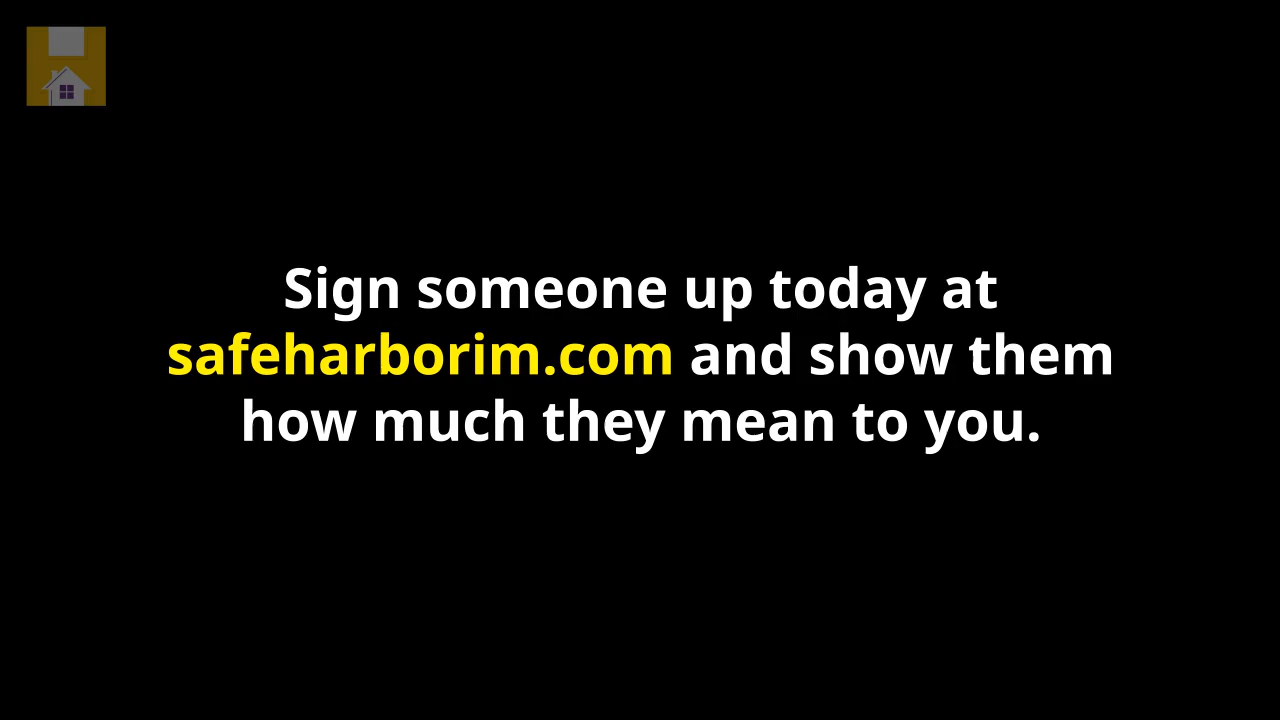 Sign someone up today at
safeharborim.com and show them
how much they mean to you.